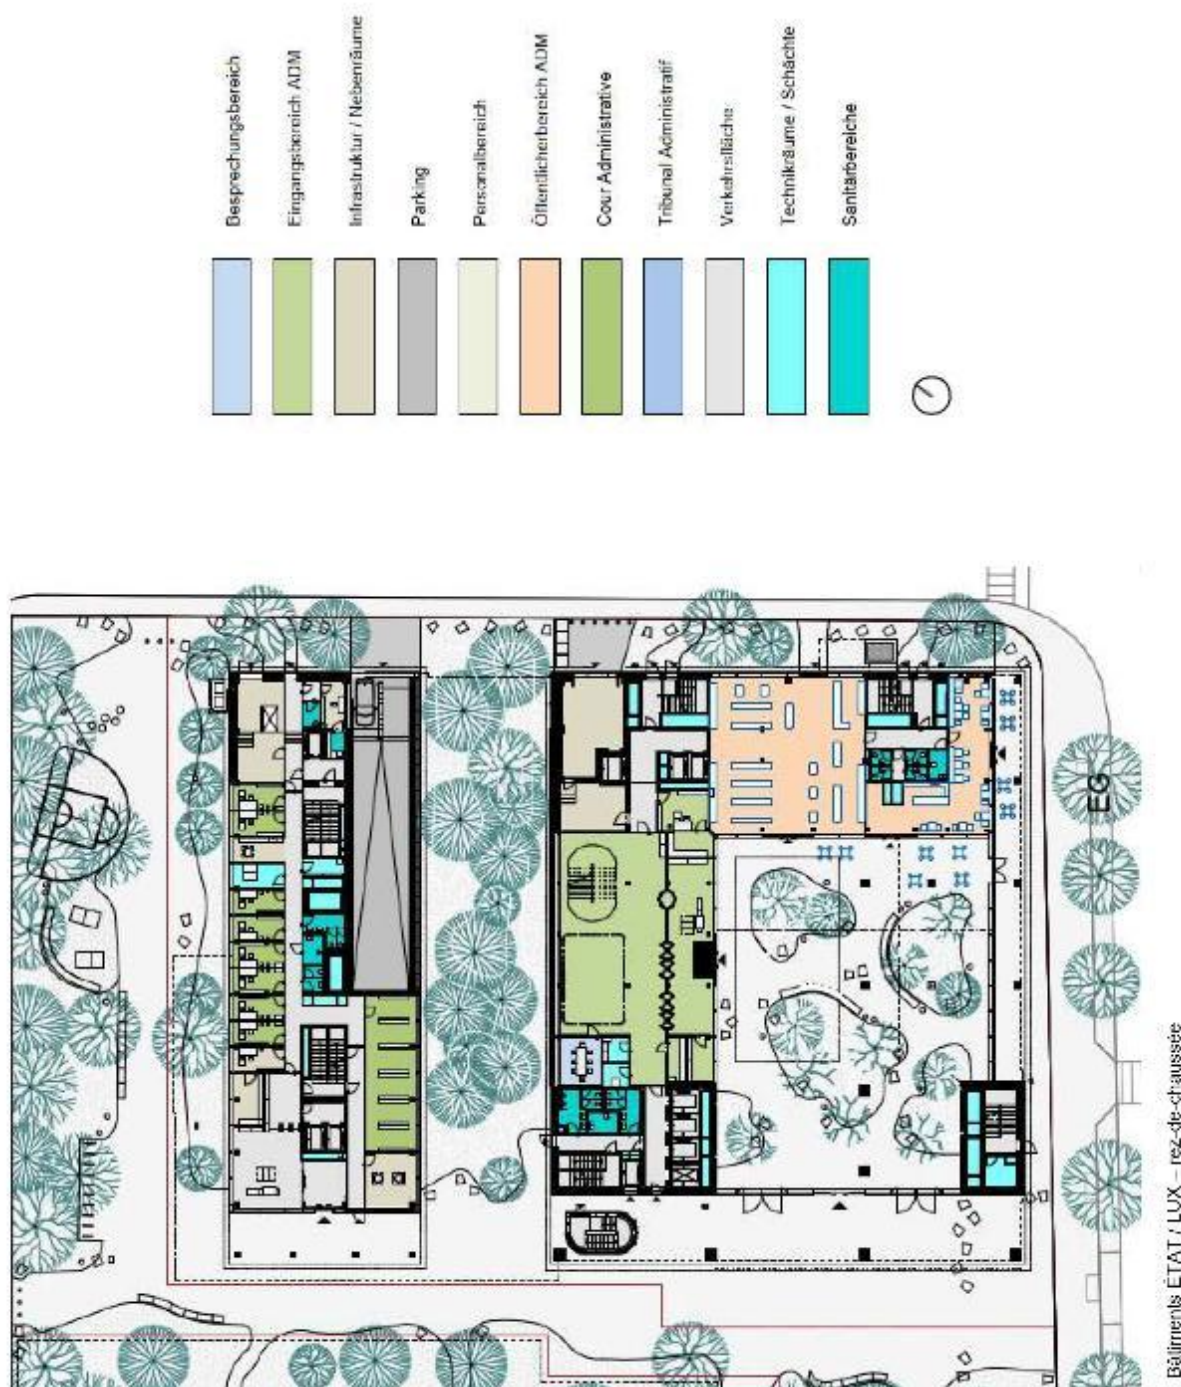 Besprechungsbereich
Eingangsbereich ADM
Infrastruktur / Nebenräume
Parking
Personalbereich
Öffentlicherbereich ADM
Cour Administrative
Tribunal Administratif
Verkehrsfläche
Technikräume / Schächte
Sanitärbereiche
EG
Bâtiments ÉTAT / LUX – rez-de-chaussée